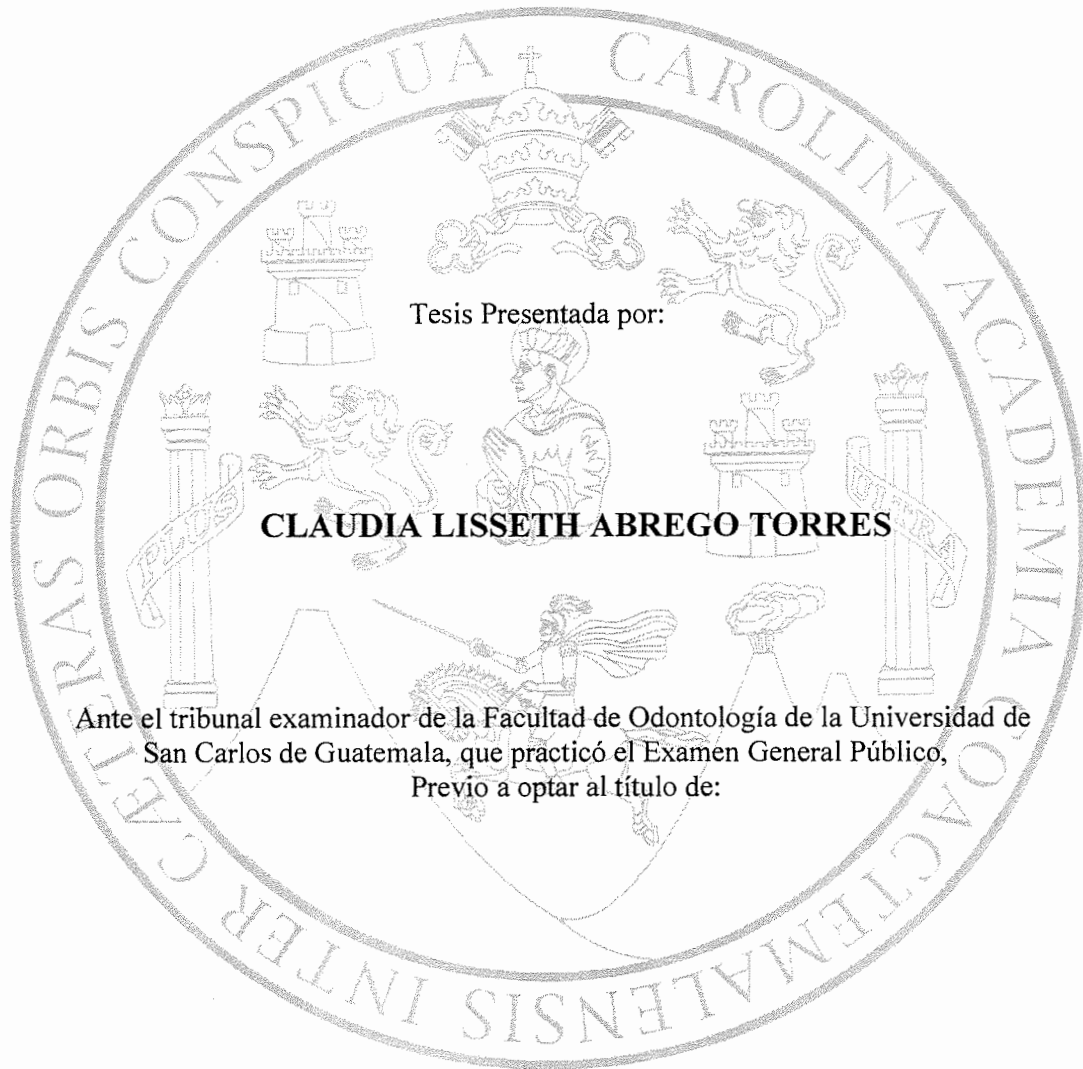 CAROLINA ACADEMIA COACTEMALENSIS INTER CÆTERAS ORBIS CONSPICUA
Tesis Presentada por:
PLUS
ULTRA
CLAUDIA LISSETH ABREGO TORRES
Ante el tribunal examinador de la Facultad de Odontología de la Universidad de
San Carlos de Guatemala, que practicó el Examen General Público,
Previo a optar al título de: